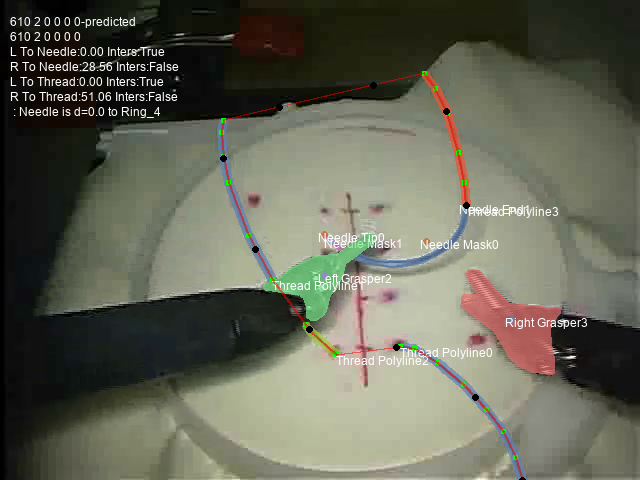 610 2 0 0 0 0-predicted
610 2 0 0 0 0
L To Needle:0.00 Inters:True
R To Needle:28.56 Inters:False
L To Thread:0.00 Inters:True
R To Thread:51.06 Inters:False
: Needle is d=0.0 to Ring_4
Needle End1
Thread Polyline3
Needle Tip0
Needle Mask1
Needle Mask0
Left Grasper2
Thread Polyline1
Right Grasper3
Thread Polyline0
Thread Polyline2